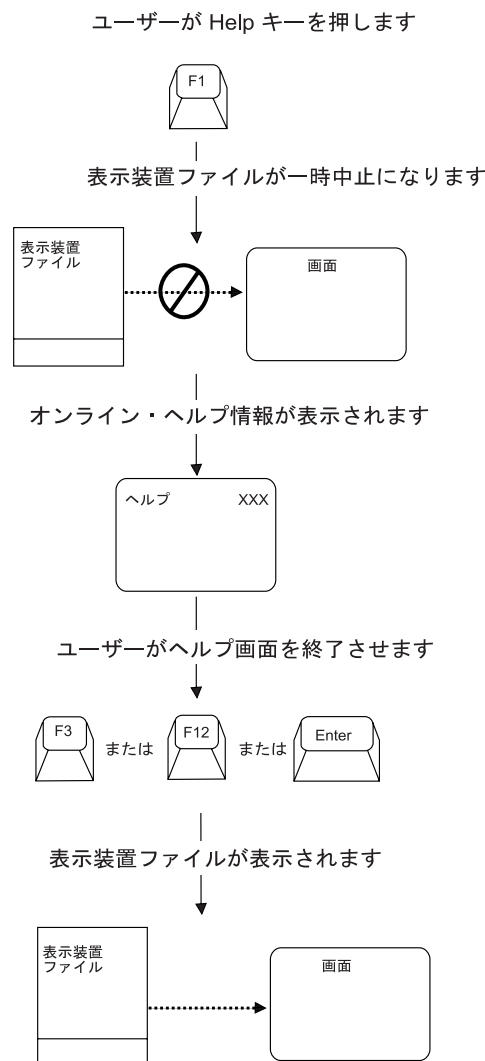 ユーザーが Help キーを押します
F1
表示装置ファイルが一時中止になります
表示装置
ファイル
画面
オンライン・ヘルプ情報が表示されます
ヘルプ XXX
ユーザーがヘルプ画面を終了させます
F3 または F12 または Enter
表示装置ファイルが表示されます
表示装置
ファイル
画面